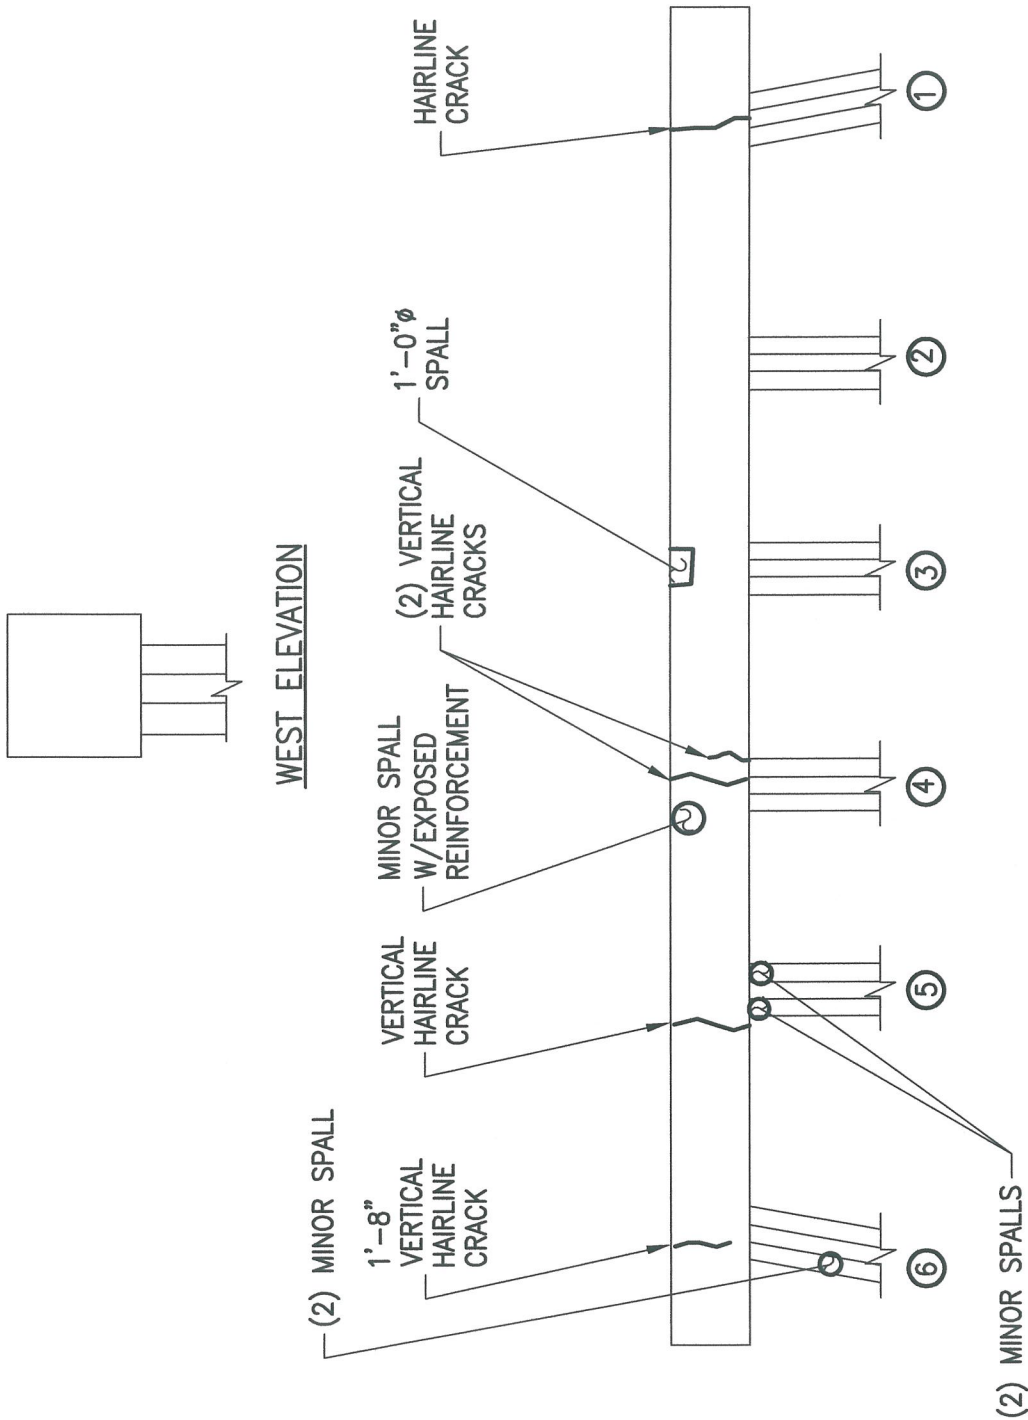 WEST ELEVATION
(2) MINOR SPALL
1'-8"
VERTICAL
HAIRLINE
CRACK
VERTICAL
HAIRLINE
CRACK
MINOR SPALL
W/EXPOSED
REINFORCEMENT
(2) VERTICAL
HAIRLINE
CRACKS
1'-0"ø
SPALL
HAIRLINE
CRACK
6
5
4
3
2
1
(2) MINOR SPALLS